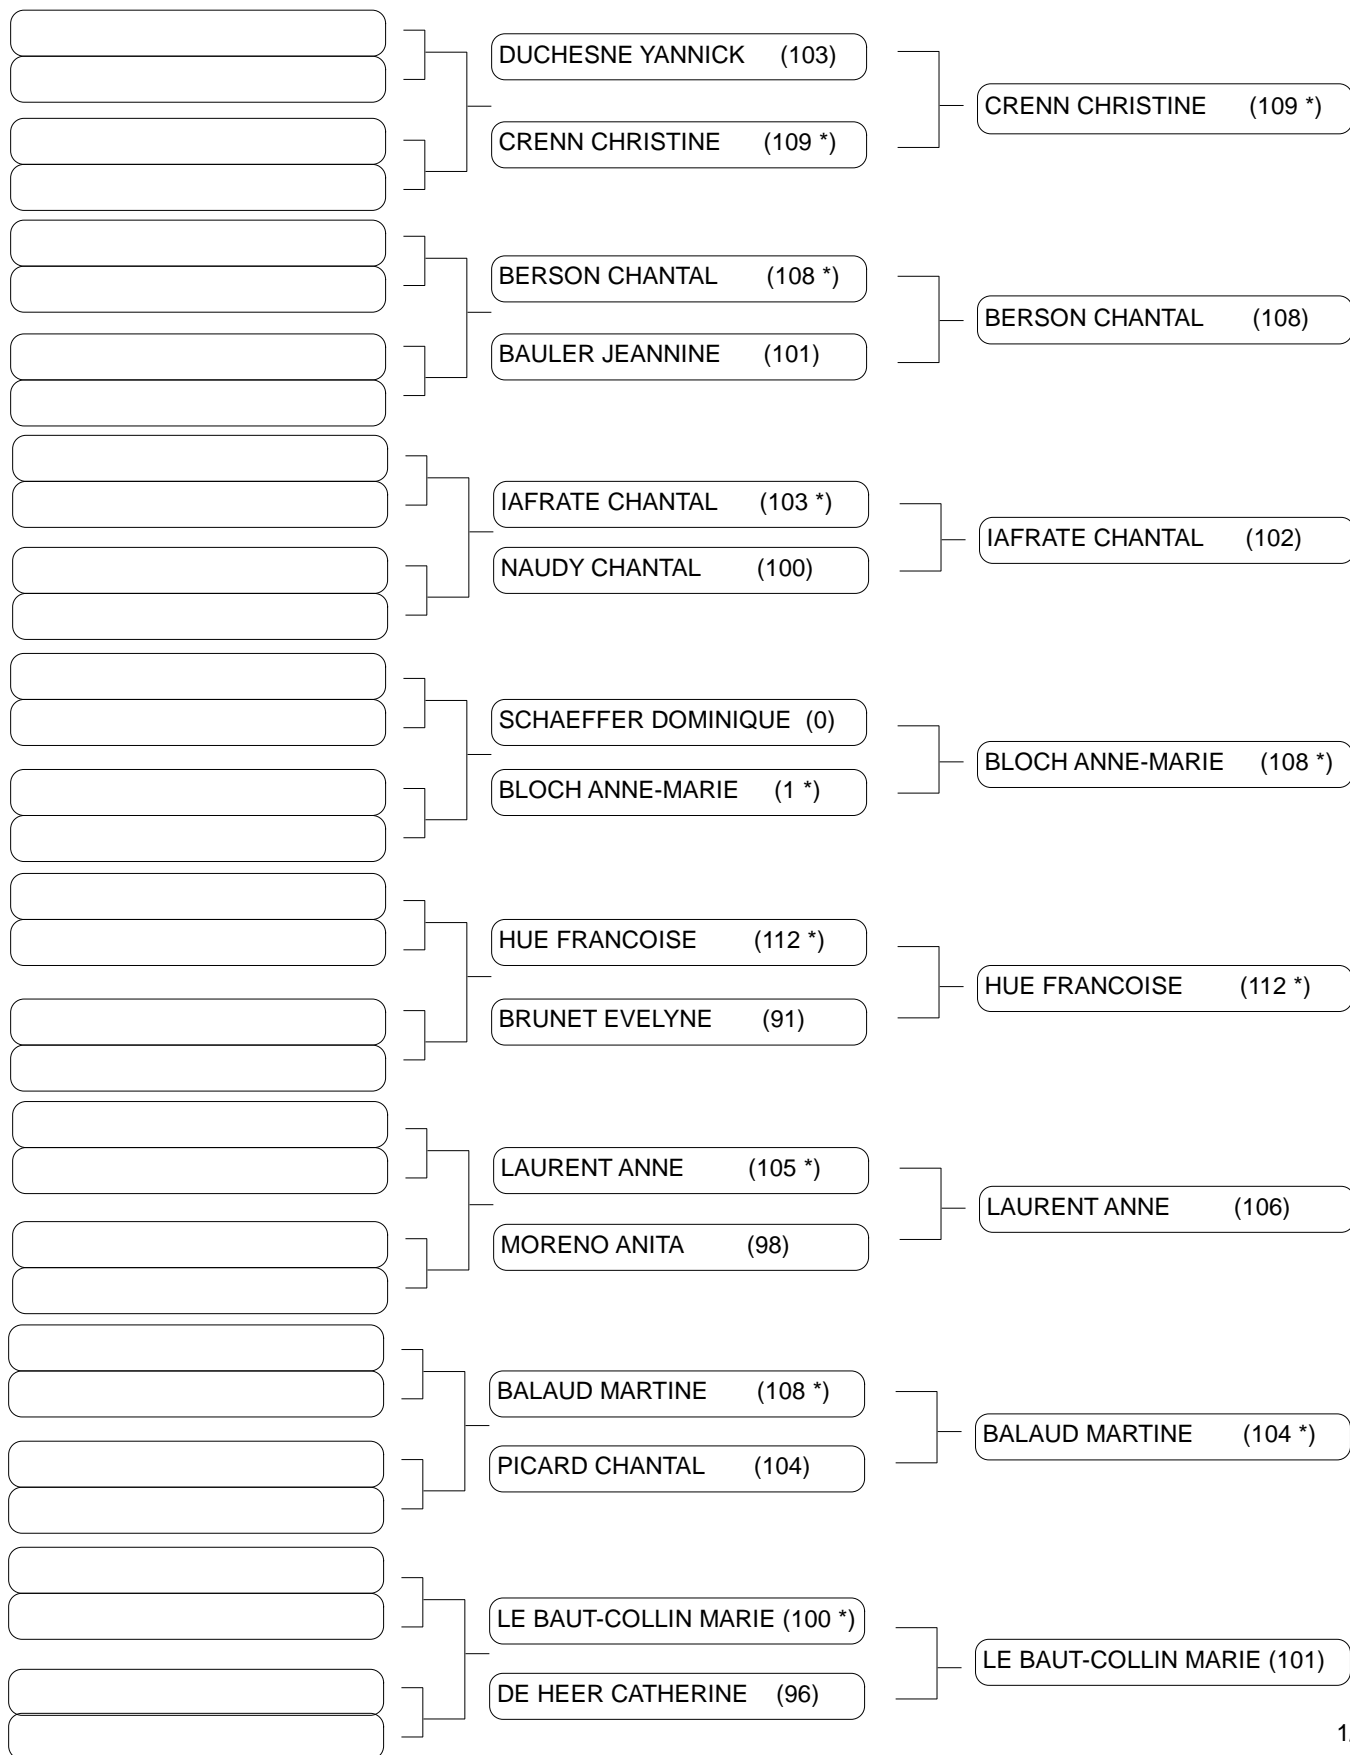 DUCHESNE YANNICK (103)
CRENN CHRISTINE (109 *)
CRENN CHRISTINE (109 *)
BERSON CHANTAL (108 *)
BAULER JEANNINE (101)
BERSON CHANTAL (108)
IAFRATE CHANTAL (103 *)
NAUDY CHANTAL (100)
IAFRATE CHANTAL (102)
SCHAEFFER DOMINIQUE (0)
BLOCH ANNE-MARIE (1 *)
BLOCH ANNE-MARIE (108 *)
HUE FRANCOISE (112 *)
BRUNET EVELYNE (91)
HUE FRANCOISE (112 *)
LAURENT ANNE (105 *)
MORENO ANITA (98)
LAURENT ANNE (106)
BALAUD MARTINE (108 *)
PICARD CHANTAL (104)
BALAUD MARTINE (104 *)
LE BAUT-COLLIN MARIE (100 *)
DE HEER CATHERINE (96)
LE BAUT-COLLIN MARIE (101)